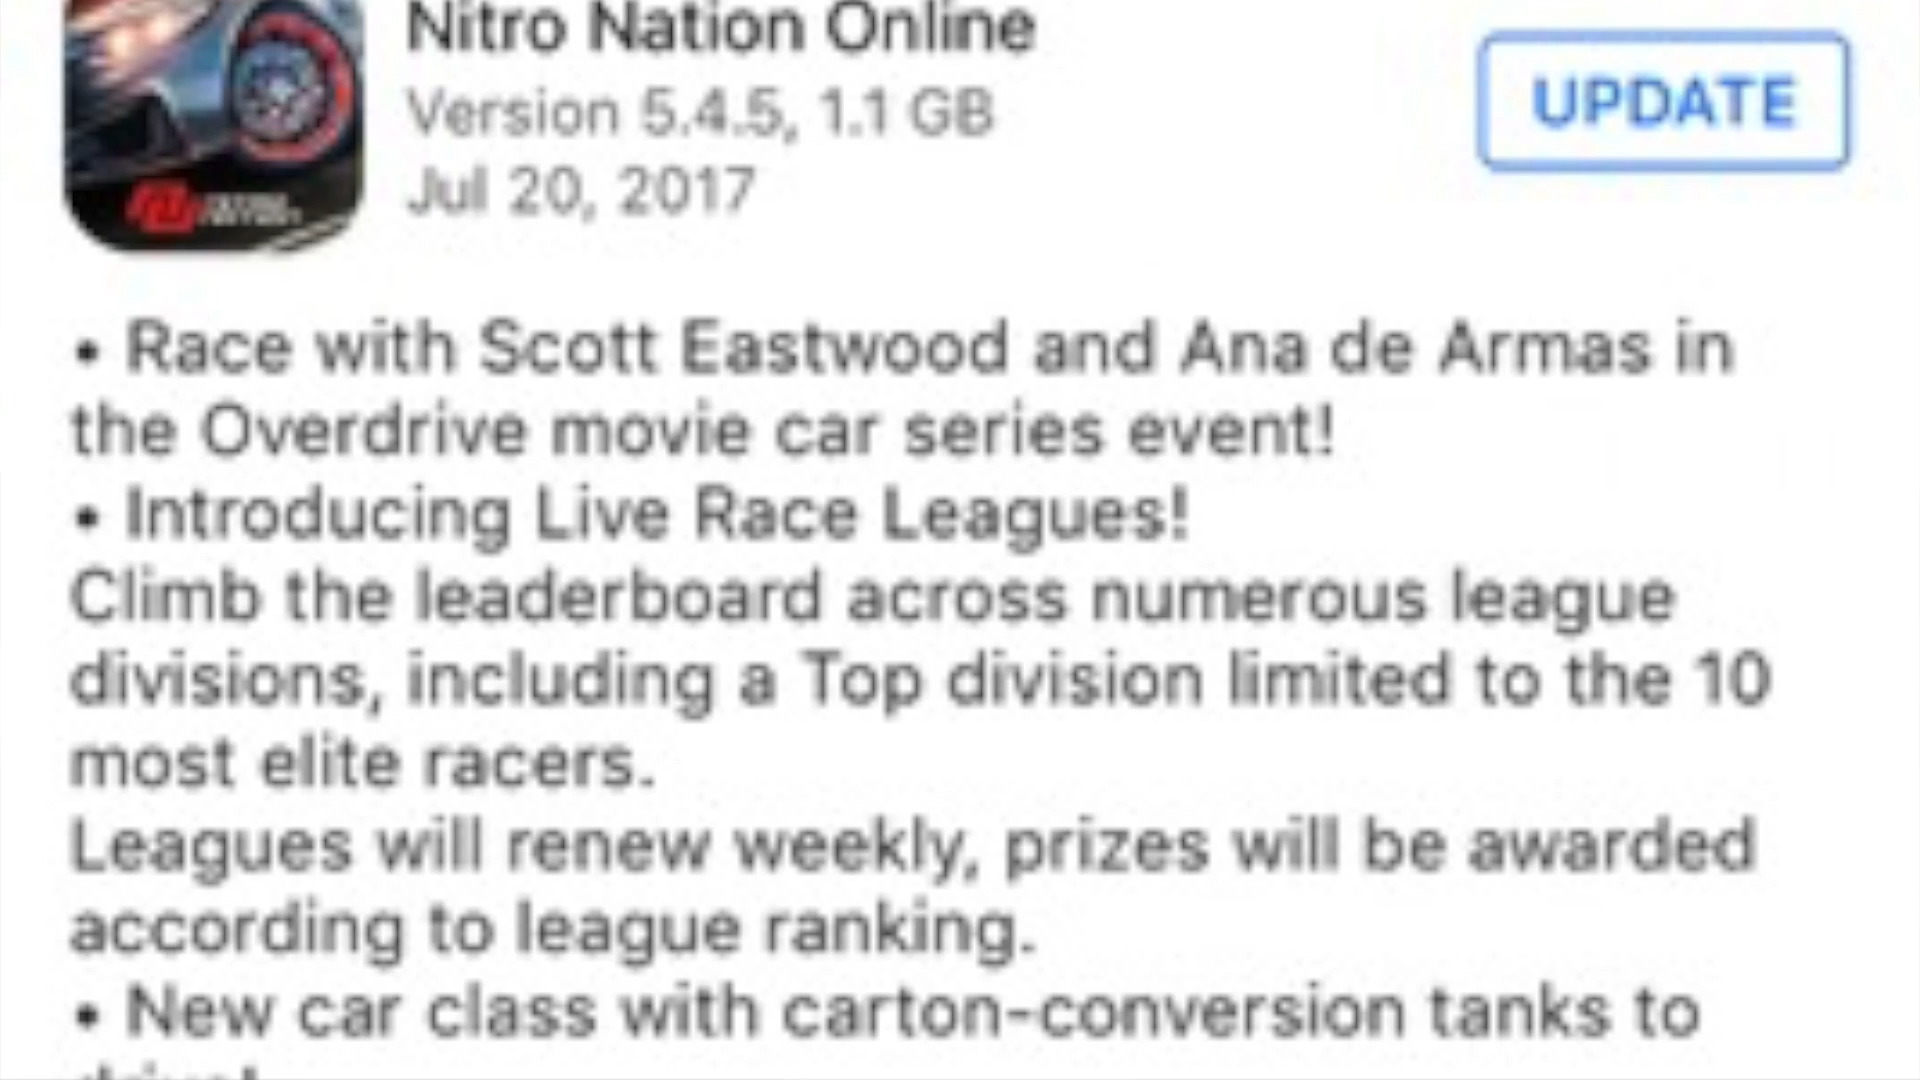 Nitro Nation Online
Version 5.4.5, 1.1 GB
Jul 20, 2017
UPDATE
• Race with Scott Eastwood and Ana de Armas in
the Overdrive movie car series event!
• Introducing Live Race Leagues!
Climb the leaderboard across numerous league
divisions, including a Top division limited to the 10
most elite racers.
Leagues will renew weekly, prizes will be awarded
according to league ranking.
• New car class with carton-conversion tanks to